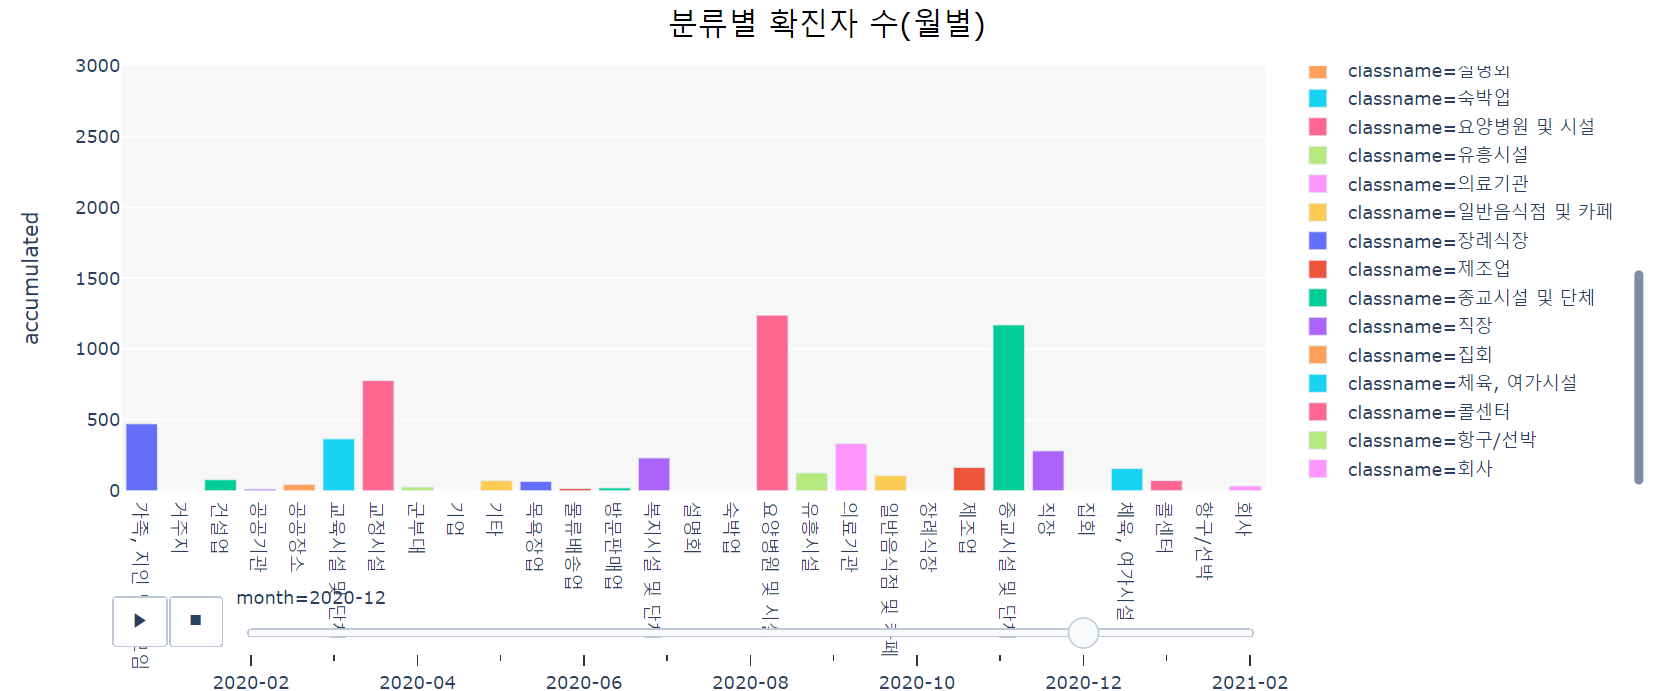 분류별 확진자 수(월별)
accumulated
3000
2500
2000
1500
1000
500
0
가족, 지인
거주지
건설업
공공기관
공공장소
교육시설 및 단체
교정시설
군부대
기업
기타
목욕장업
물류배송업
방문판매업
복지시설 및 단체
설명회
숙박업
요양병원 및 시설
유흥시설
의료기관
일반음식점 및 카페
장례식장
제조업
종교시설 및 단체
직장
집회
체육, 여가시설
콜센터
항구/선박
회사
month=2020-12
▶
■
2020-02
2020-04
2020-06
2020-08
2020-10
2020-12
2021-02
classname=설명회
classname=숙박업
classname=요양병원 및 시설
classname=유흥시설
classname=의료기관
classname=일반음식점 및 카페
classname=장례식장
classname=제조업
classname=종교시설 및 단체
classname=직장
classname=집회
classname=체육, 여가시설
classname=콜센터
classname=항구/선박
classname=회사